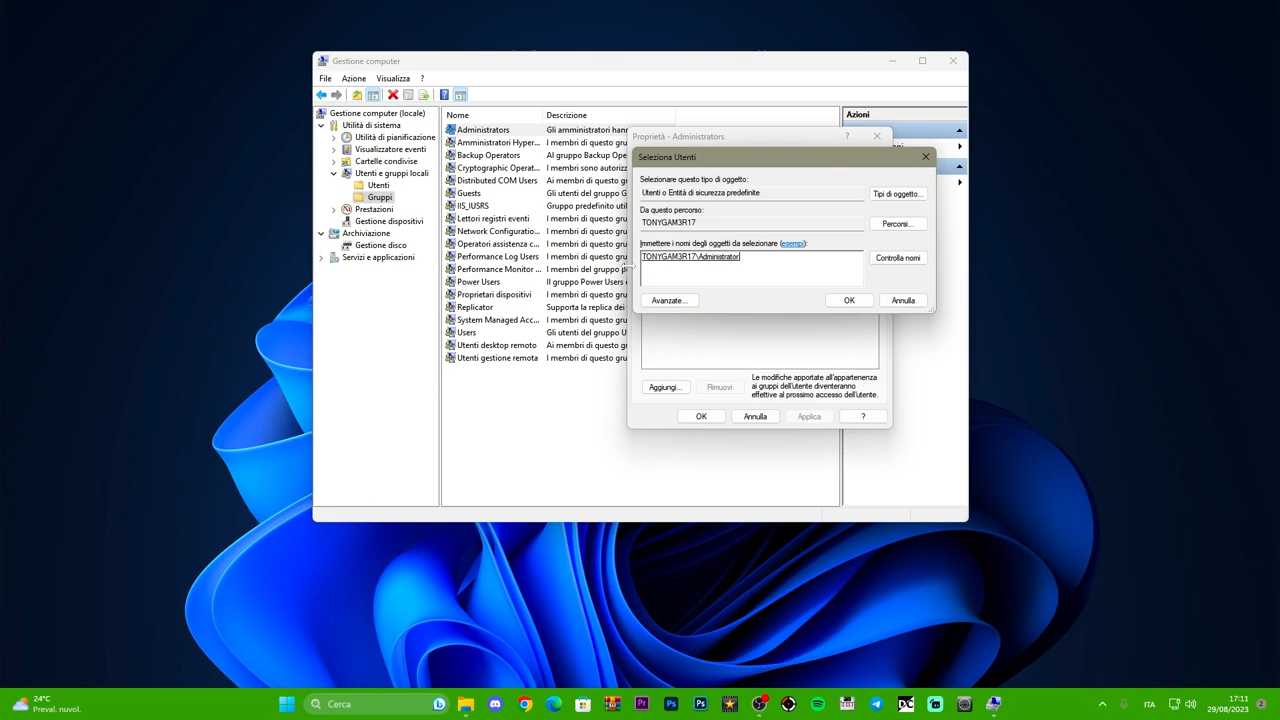 Gestione computer
File Azione Visualizza ?
Gestione computer (locale)
Utilità di sistema
Utilità di pianificazione
Visualizzatore eventi
Cartelle condivise
Utenti e gruppi locali
Utenti
Gruppi
Prestazioni
Gestione dispositivi
Archiviazione
Gestione disco
Servizi e applicazioni
Nome Descrizione
Administrators Gli amministratori hann
Amministratori Hyper... I membri di questo gru
Backup Operators Al gruppo Backup Ope
Cryptographic Operat... I membri sono autorizz
Distributed COM Users Ai membri di questo g
Guests Gli utenti del gruppo G
IIS_IUSRS Gruppo predefinito util
Lettori registri eventi I membri di questo gru
Network Configuratio... I membri di questo gru
Operatori assistenza c... I membri di questo gru
Performance Log Users I membri di questo gru
Performance Monitor ... I membri del gruppo p
Power Users Il gruppo Power Users
Proprietari dispositivi I membri di questo gru
Replicator Supporta la replica dei
System Managed Acc... I membri di questo gru
Users Gli utenti del gruppo U
Utenti desktop remoto Ai membri di questo gr
Utenti gestione remota I membri di questo gru
Azioni
Proprietà - Administrators ?
Seleziona Utenti
Selezionare questo tipo di oggetto:
Utenti o Entità di sicurezza predefinite
Tipi di oggetto...
Da questo percorso:
TONYGAM3R17
Percorsi...
Immettere i nomi degli oggetti da selezionare (esempi):
TONYGAM3R17\Administrator
Controlla nomi
Avanzate... OK Annulla
Aggiungi... Rimuovi
Le modifiche apportate all'appartenenza
ai gruppi dell'utente diventeranno
effettive al prossimo accesso dell'utente.
OK Annulla Applica ?
24°C
Preval. nuvol.
Cerca
ITA
17:11
29/08/2023
2